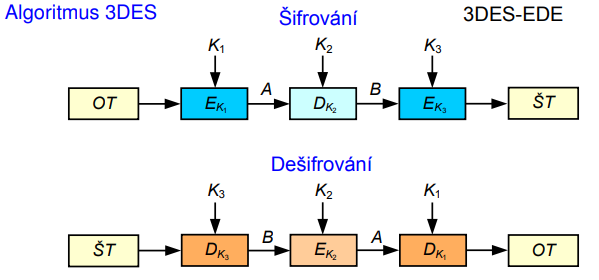 Algoritmus 3DES
Šifrování
3DES-EDE
K1 K2 K3
OT EK1 A DK2 B EK3 ŠT
Dešifrování
K3 K2 K1
ŠT DK3 B EK2 A DK1 OT